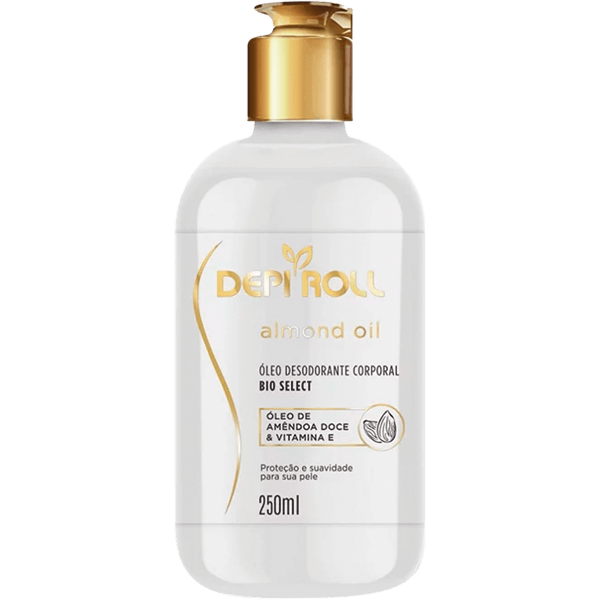 DEPI ROLL
almond oil
ÓLEO DESODORANTE CORPORAL
BIO SELECT
ÓLEO DE
AMÊNDOA DOCE
& VITAMINA E
Proteção e suavidade
para sua pele
250ml